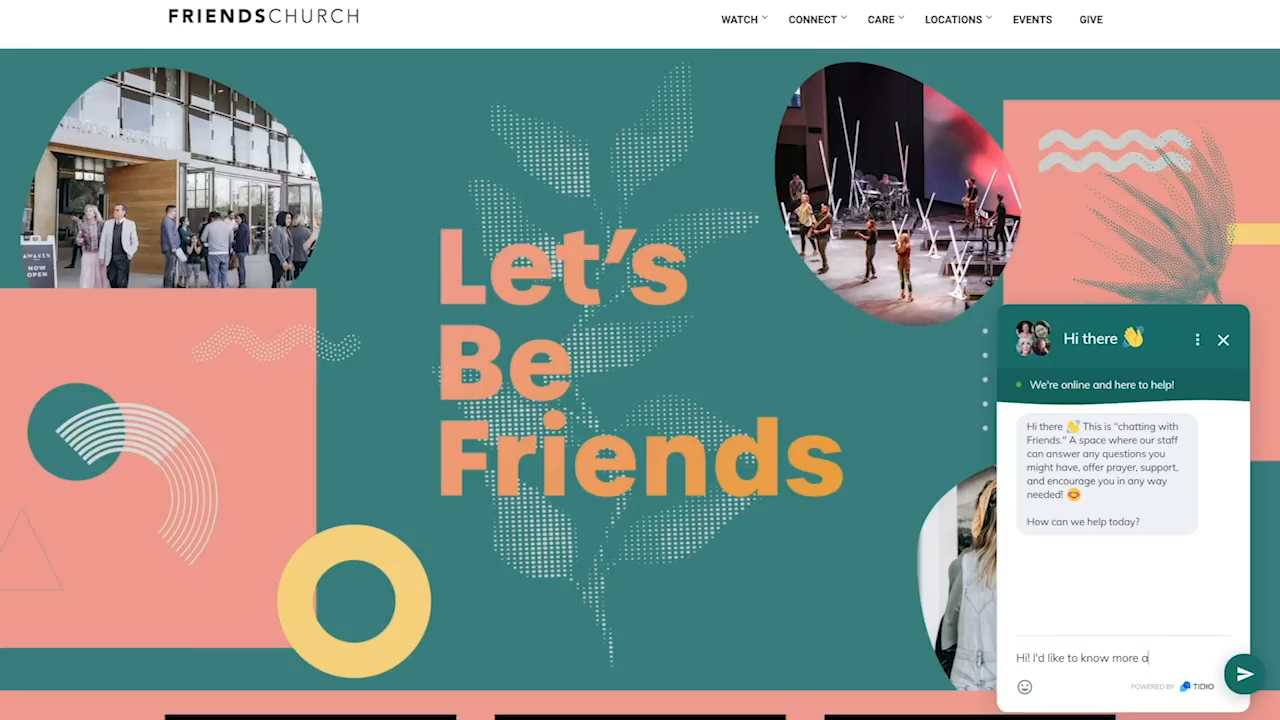 FRIENDSCHURCH
WATCH CONNECT CARE LOCATIONS EVENTS GIVE
AWAKEN
NOW
OPEN
Let's
Be
Friends
Hi there 👋
We're online and here to help!
Hi there 👋 This is "chatting with
Friends." A space where our staff
can answer any questions you
might have, offer prayer, support,
and encourage you in any way
needed! 😊
How can we help today?
Hi! I'd like to know more a
POWERED BY TIDIO